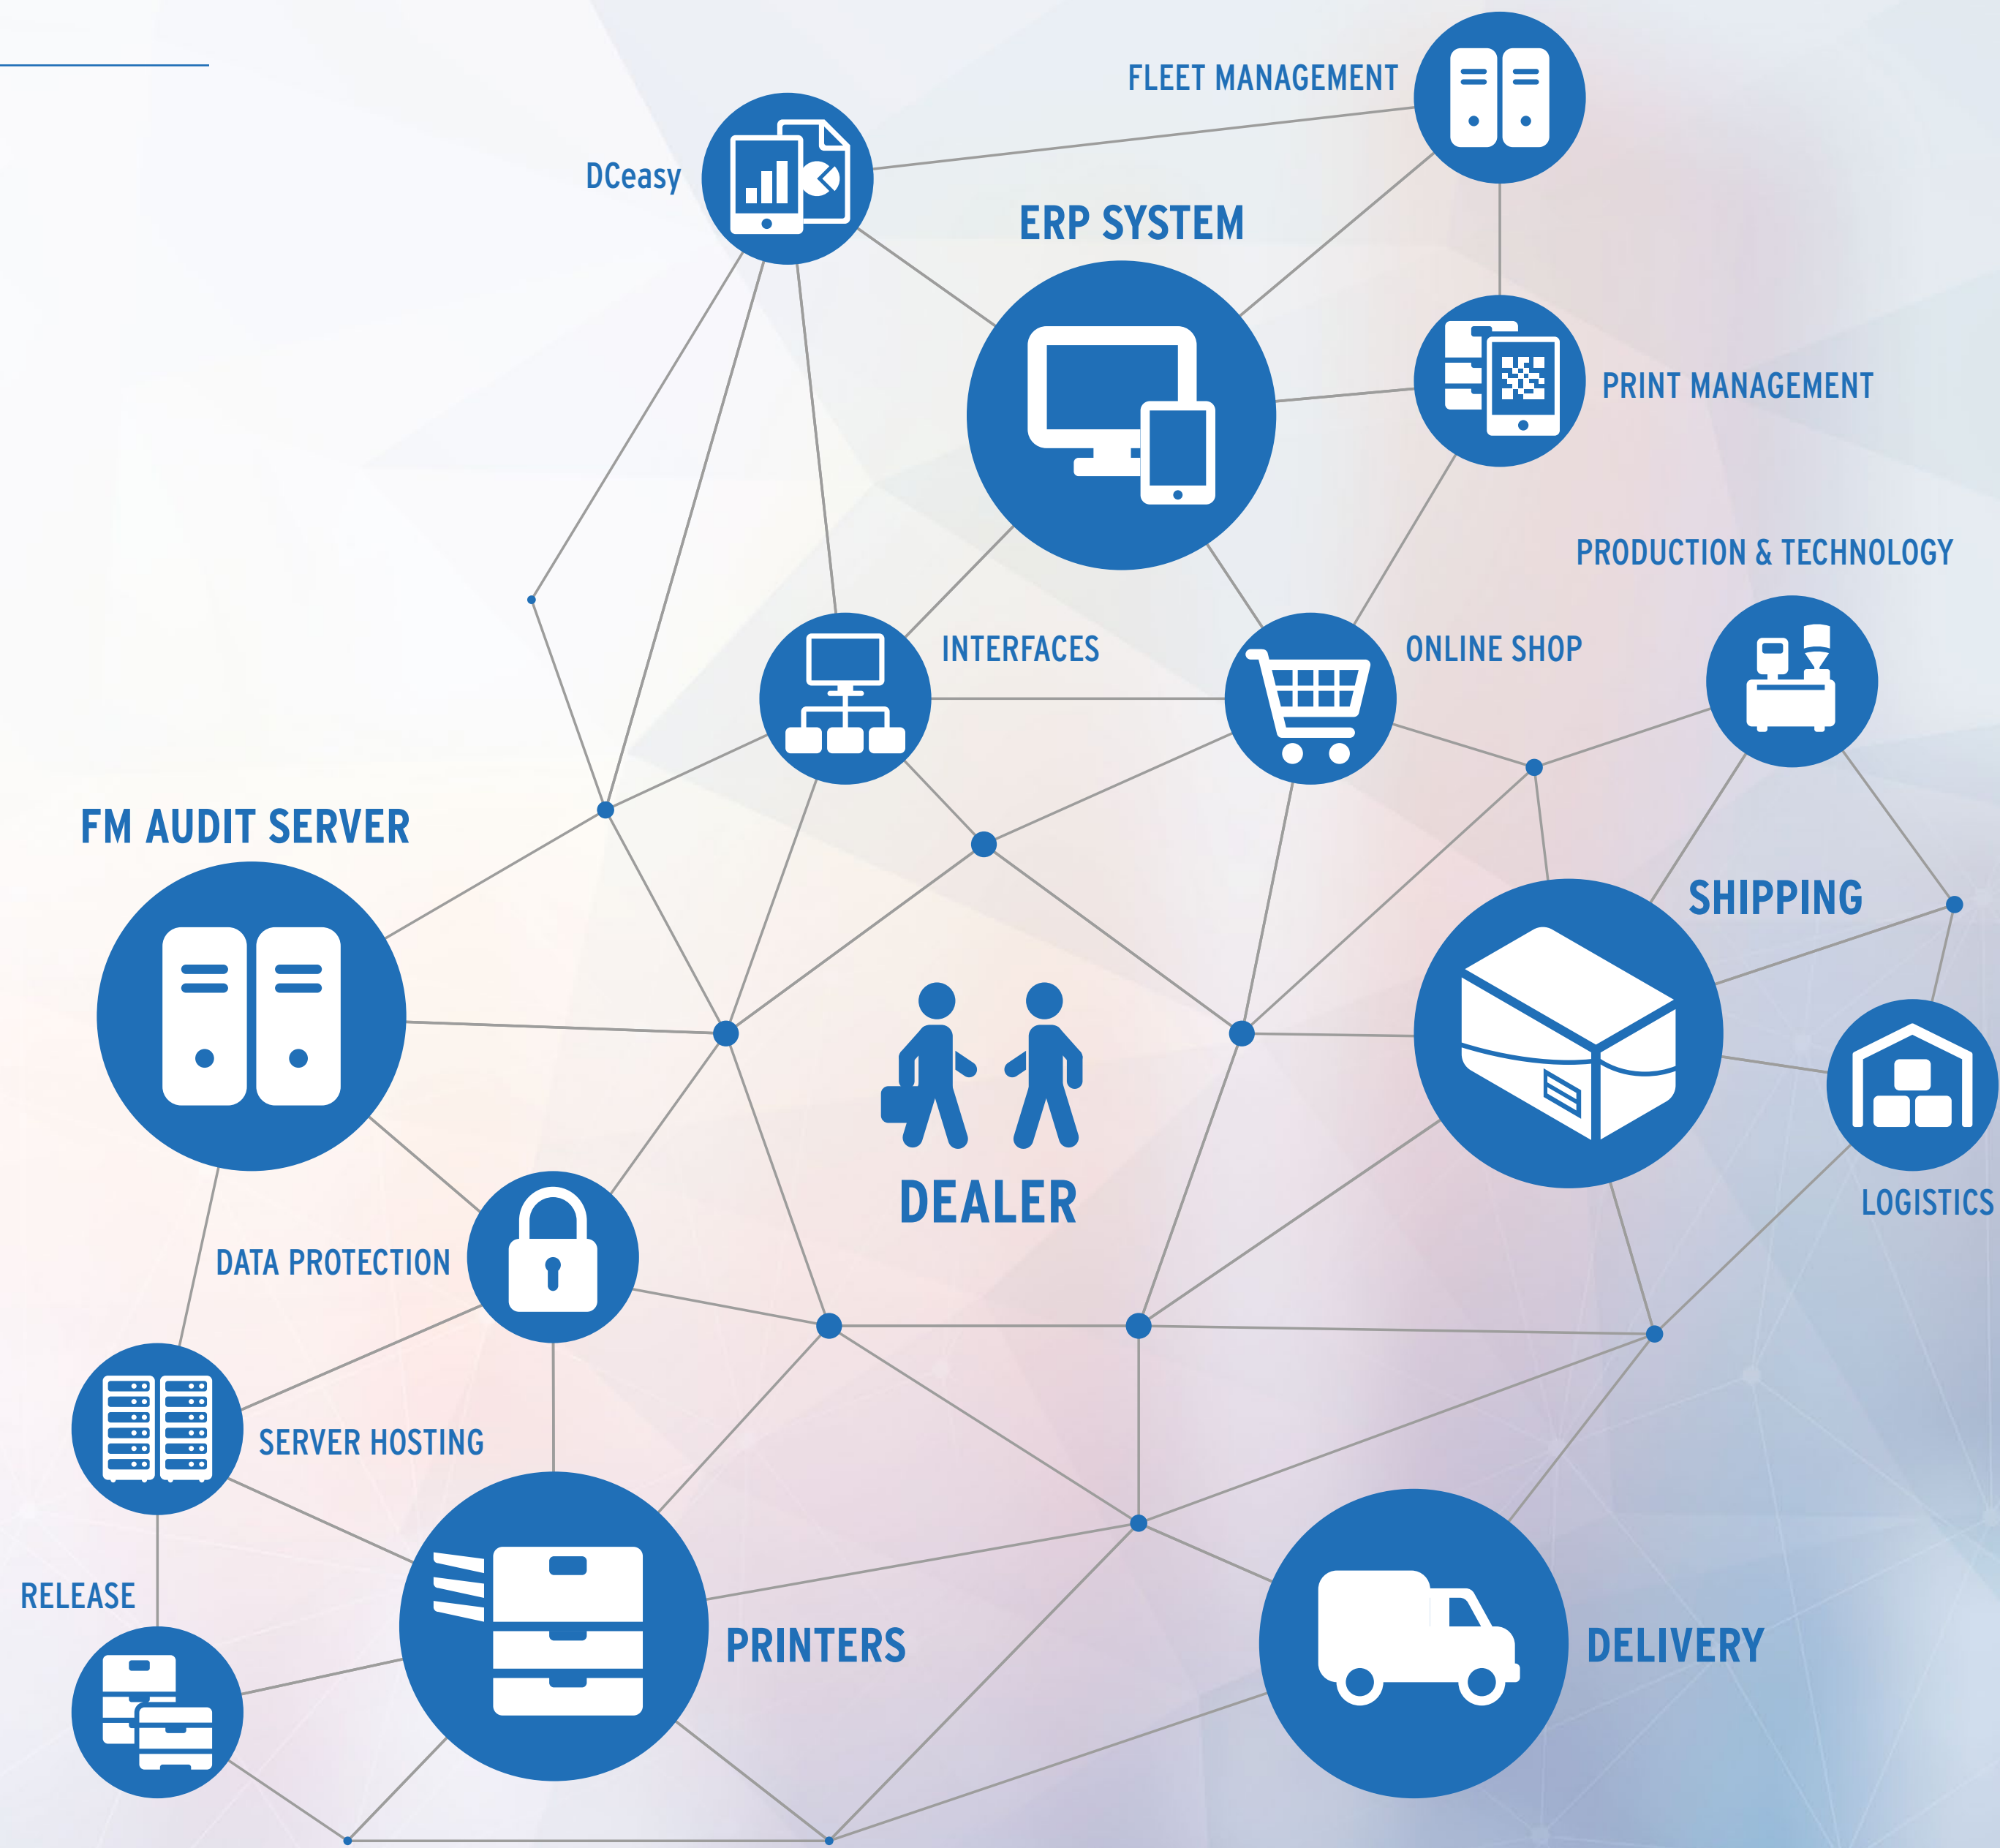 FLEET MANAGEMENT
DCeasy
ERP SYSTEM
PRINT MANAGEMENT
PRODUCTION & TECHNOLOGY
INTERFACES
ONLINE SHOP
FM AUDIT SERVER
SHIPPING
DEALER
LOGISTICS
DATA PROTECTION
SERVER HOSTING
RELEASE
PRINTERS
DELIVERY